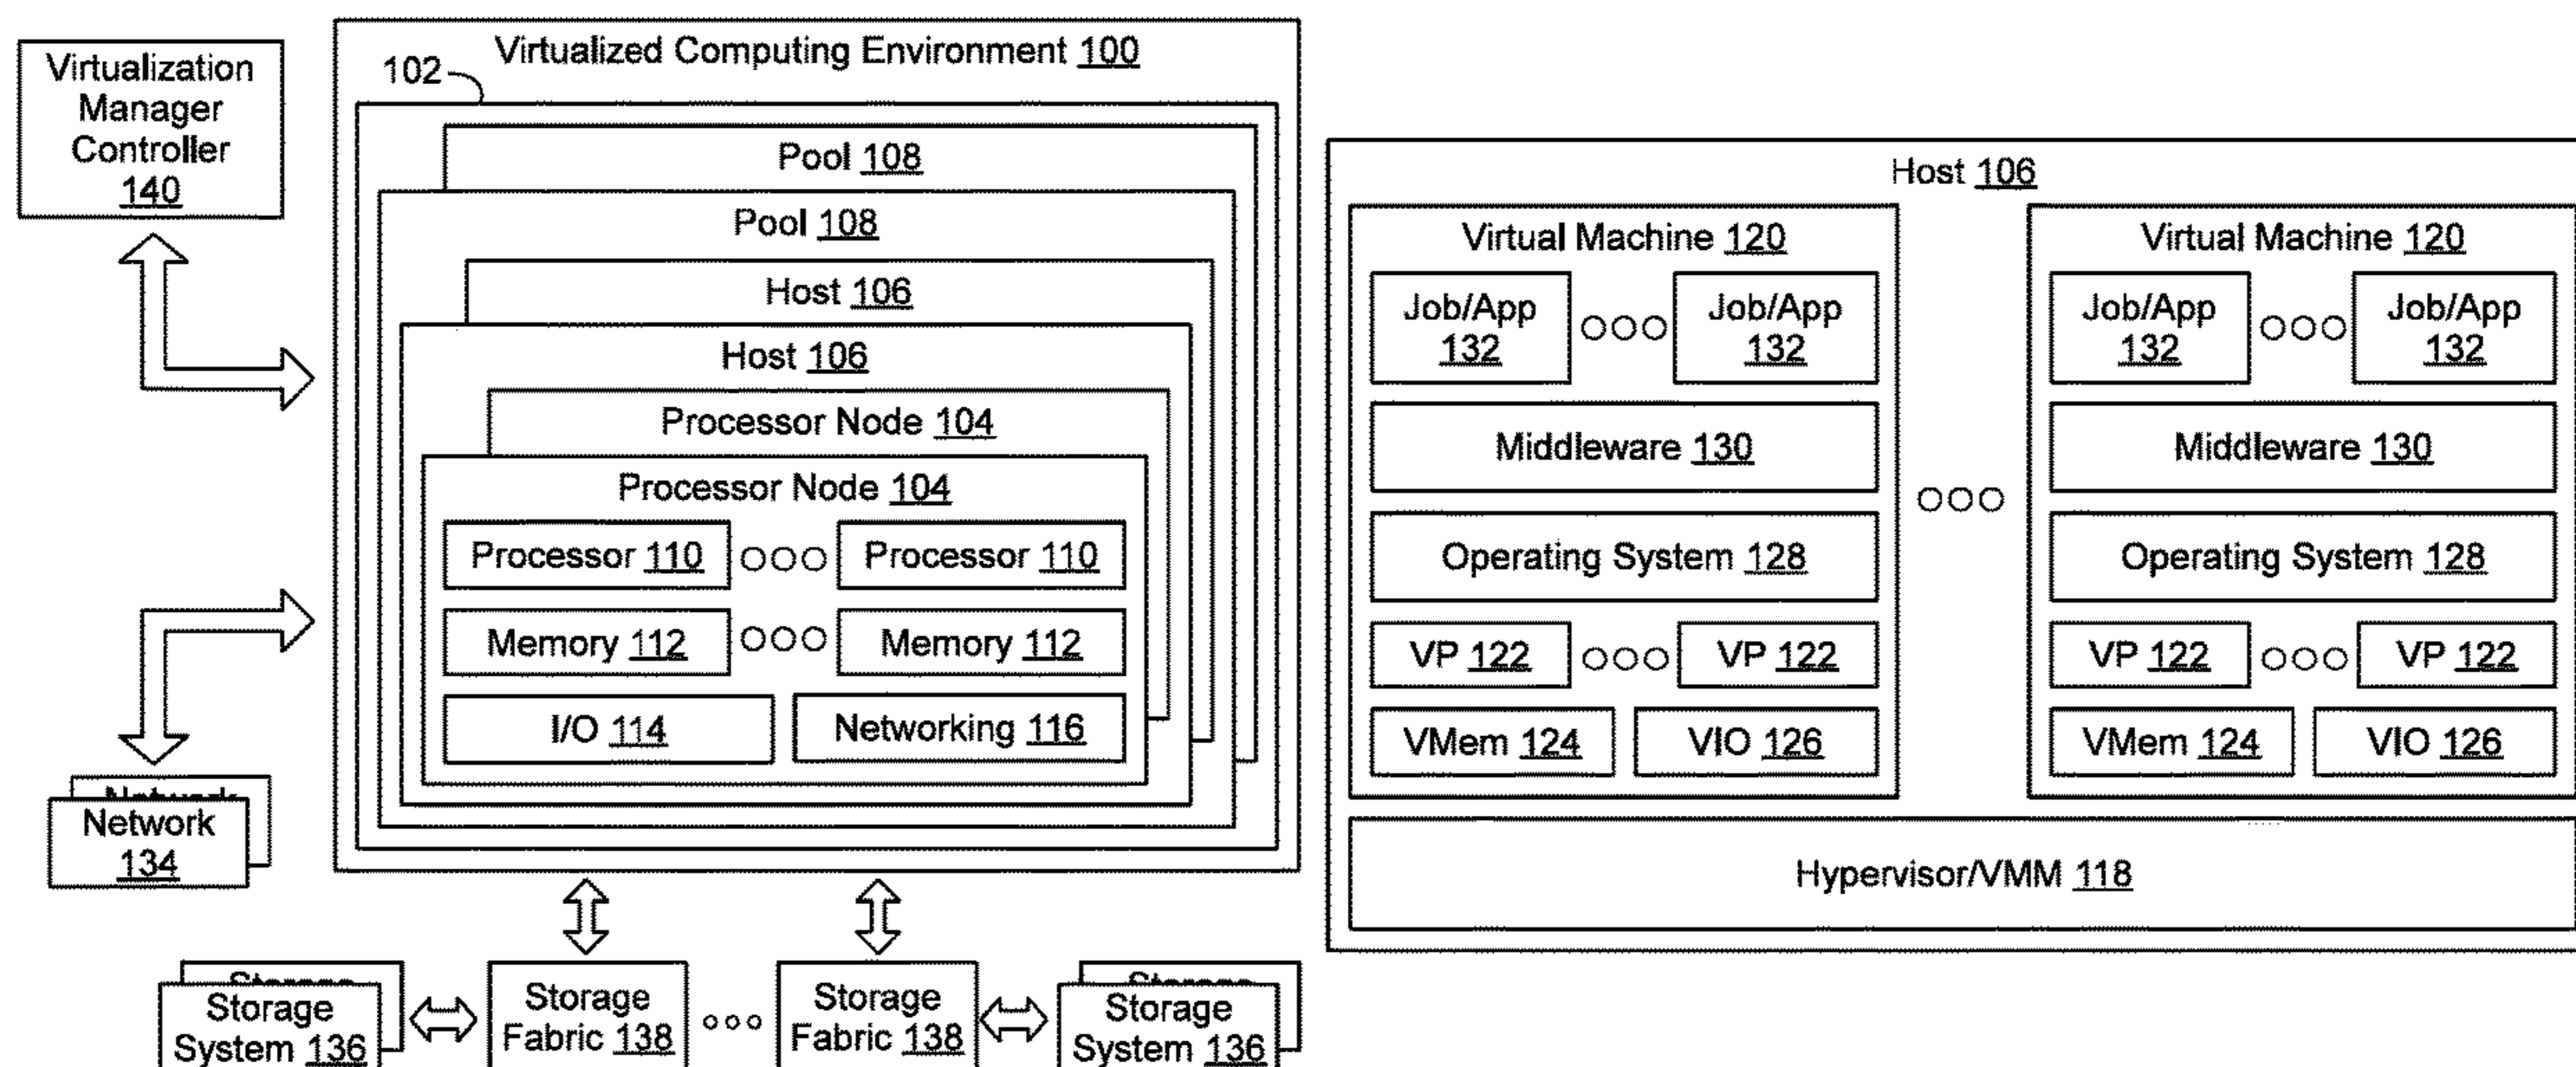 Virtualization
Manager
Controller
140
Virtualized Computing Environment 100
102
Pool 108
Pool 108
Host 106
Host 106
Processor Node 104
Processor Node 104
Processor 110
Processor 110
Memory 112
Memory 112
I/O 114
Networking 116
Network
Network
134
Storage
Storage
System 136
Storage
Fabric 138
Storage
Fabric 138
Storage
Storage
System 136
Host 106
Virtual Machine 120
Job/App
132
Job/App
132
Middleware 130
Operating System 128
VP 122
VP 122
VMem 124
VIO 126
Virtual Machine 120
Job/App
132
Job/App
132
Middleware 130
Operating System 128
VP 122
VP 122
VMem 124
VIO 126
Hypervisor/VMM 118